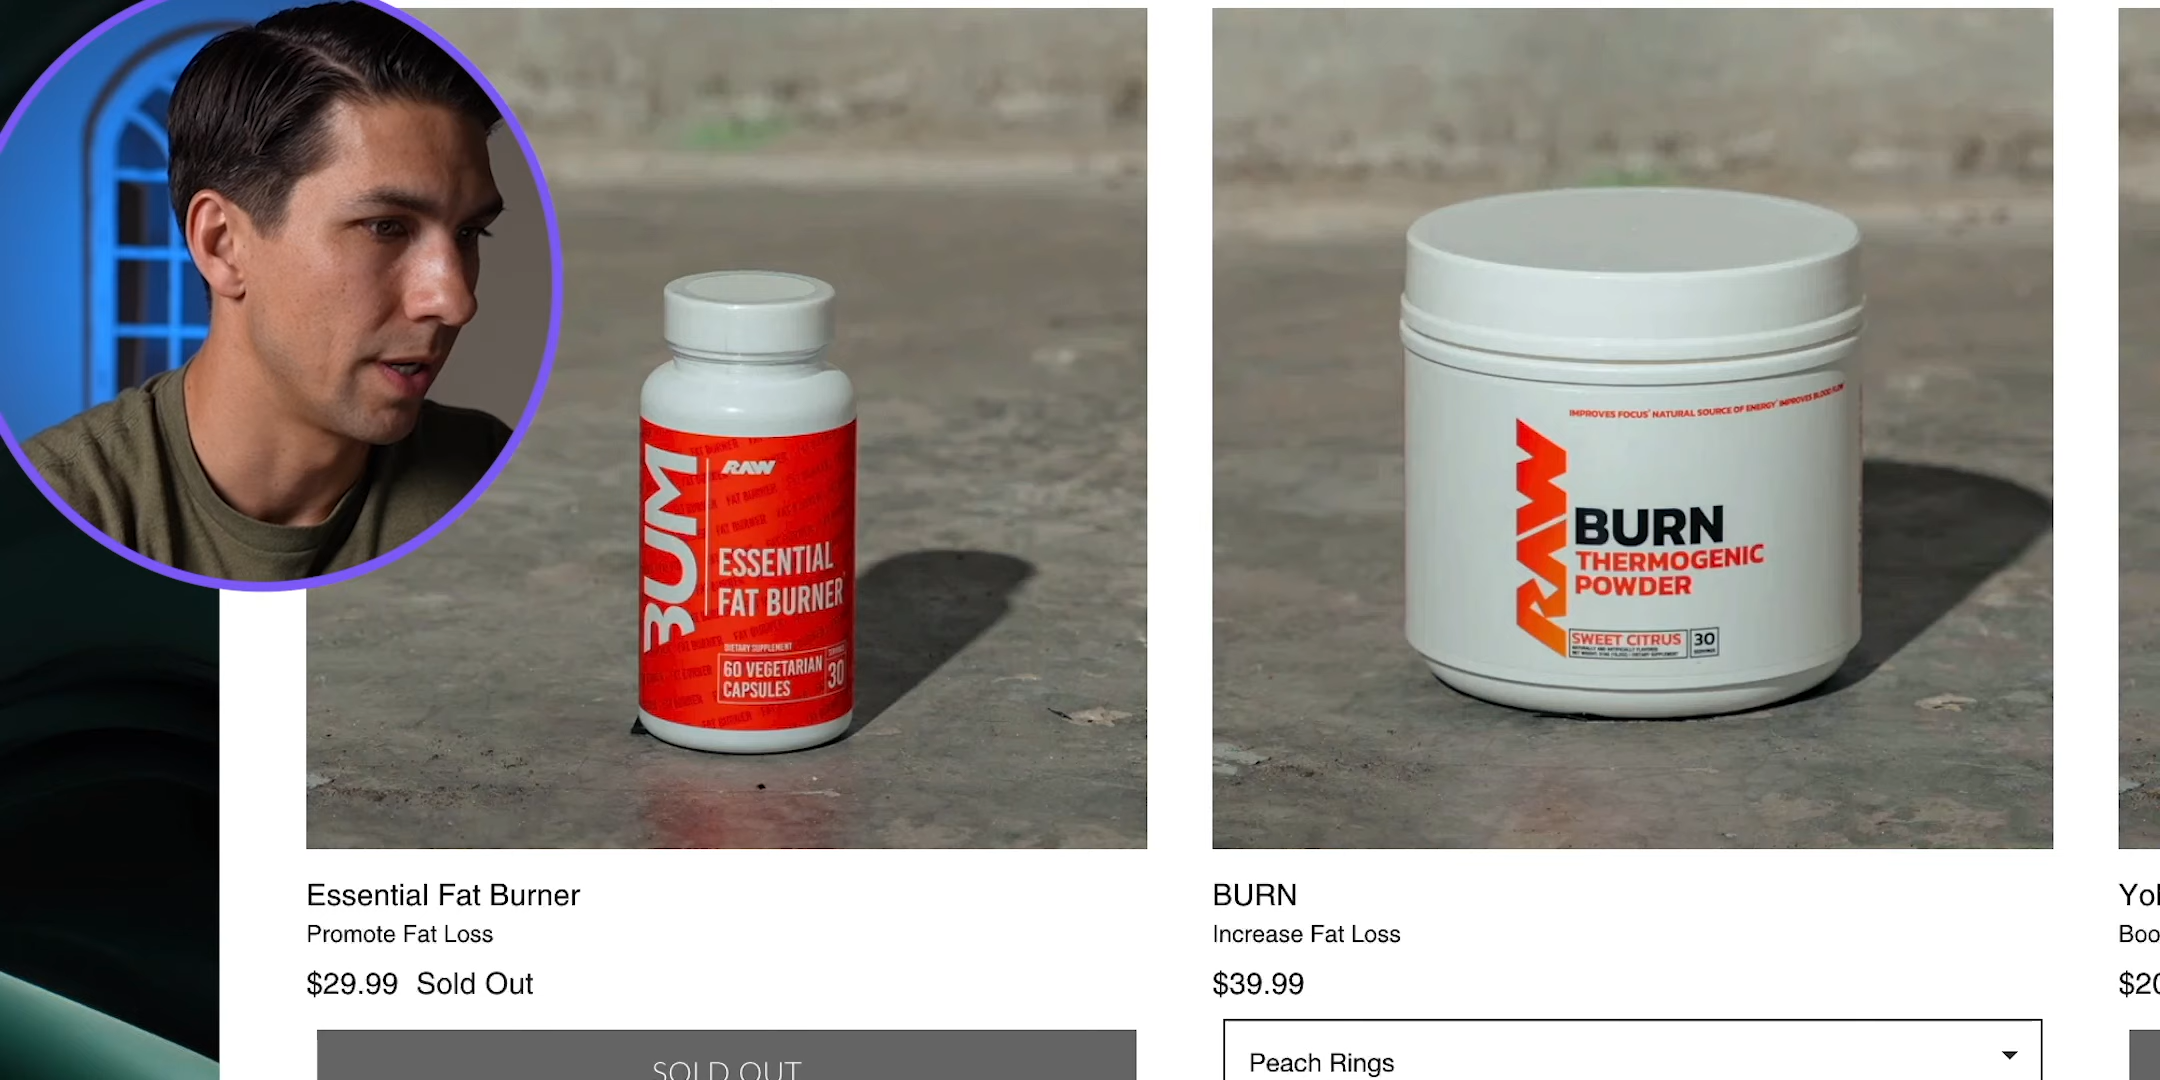 RAW
BUM
ESSENTIAL
FAT BURNER
DIETARY SUPPLEMENT
60 VEGETARIAN
CAPSULES
SERVINGS
30
IMPROVES FOCUS* NATURAL SOURCE OF ENERGY* IMPROVES BLOOD FLOW*
RAW
BURN
THERMOGENIC
POWDER
SWEET CITRUS
30
SERVINGS
Essential Fat Burner
Promote Fat Loss
$29.99 Sold Out
SOLD OUT
BURN
Increase Fat Loss
$39.99
Peach Rings